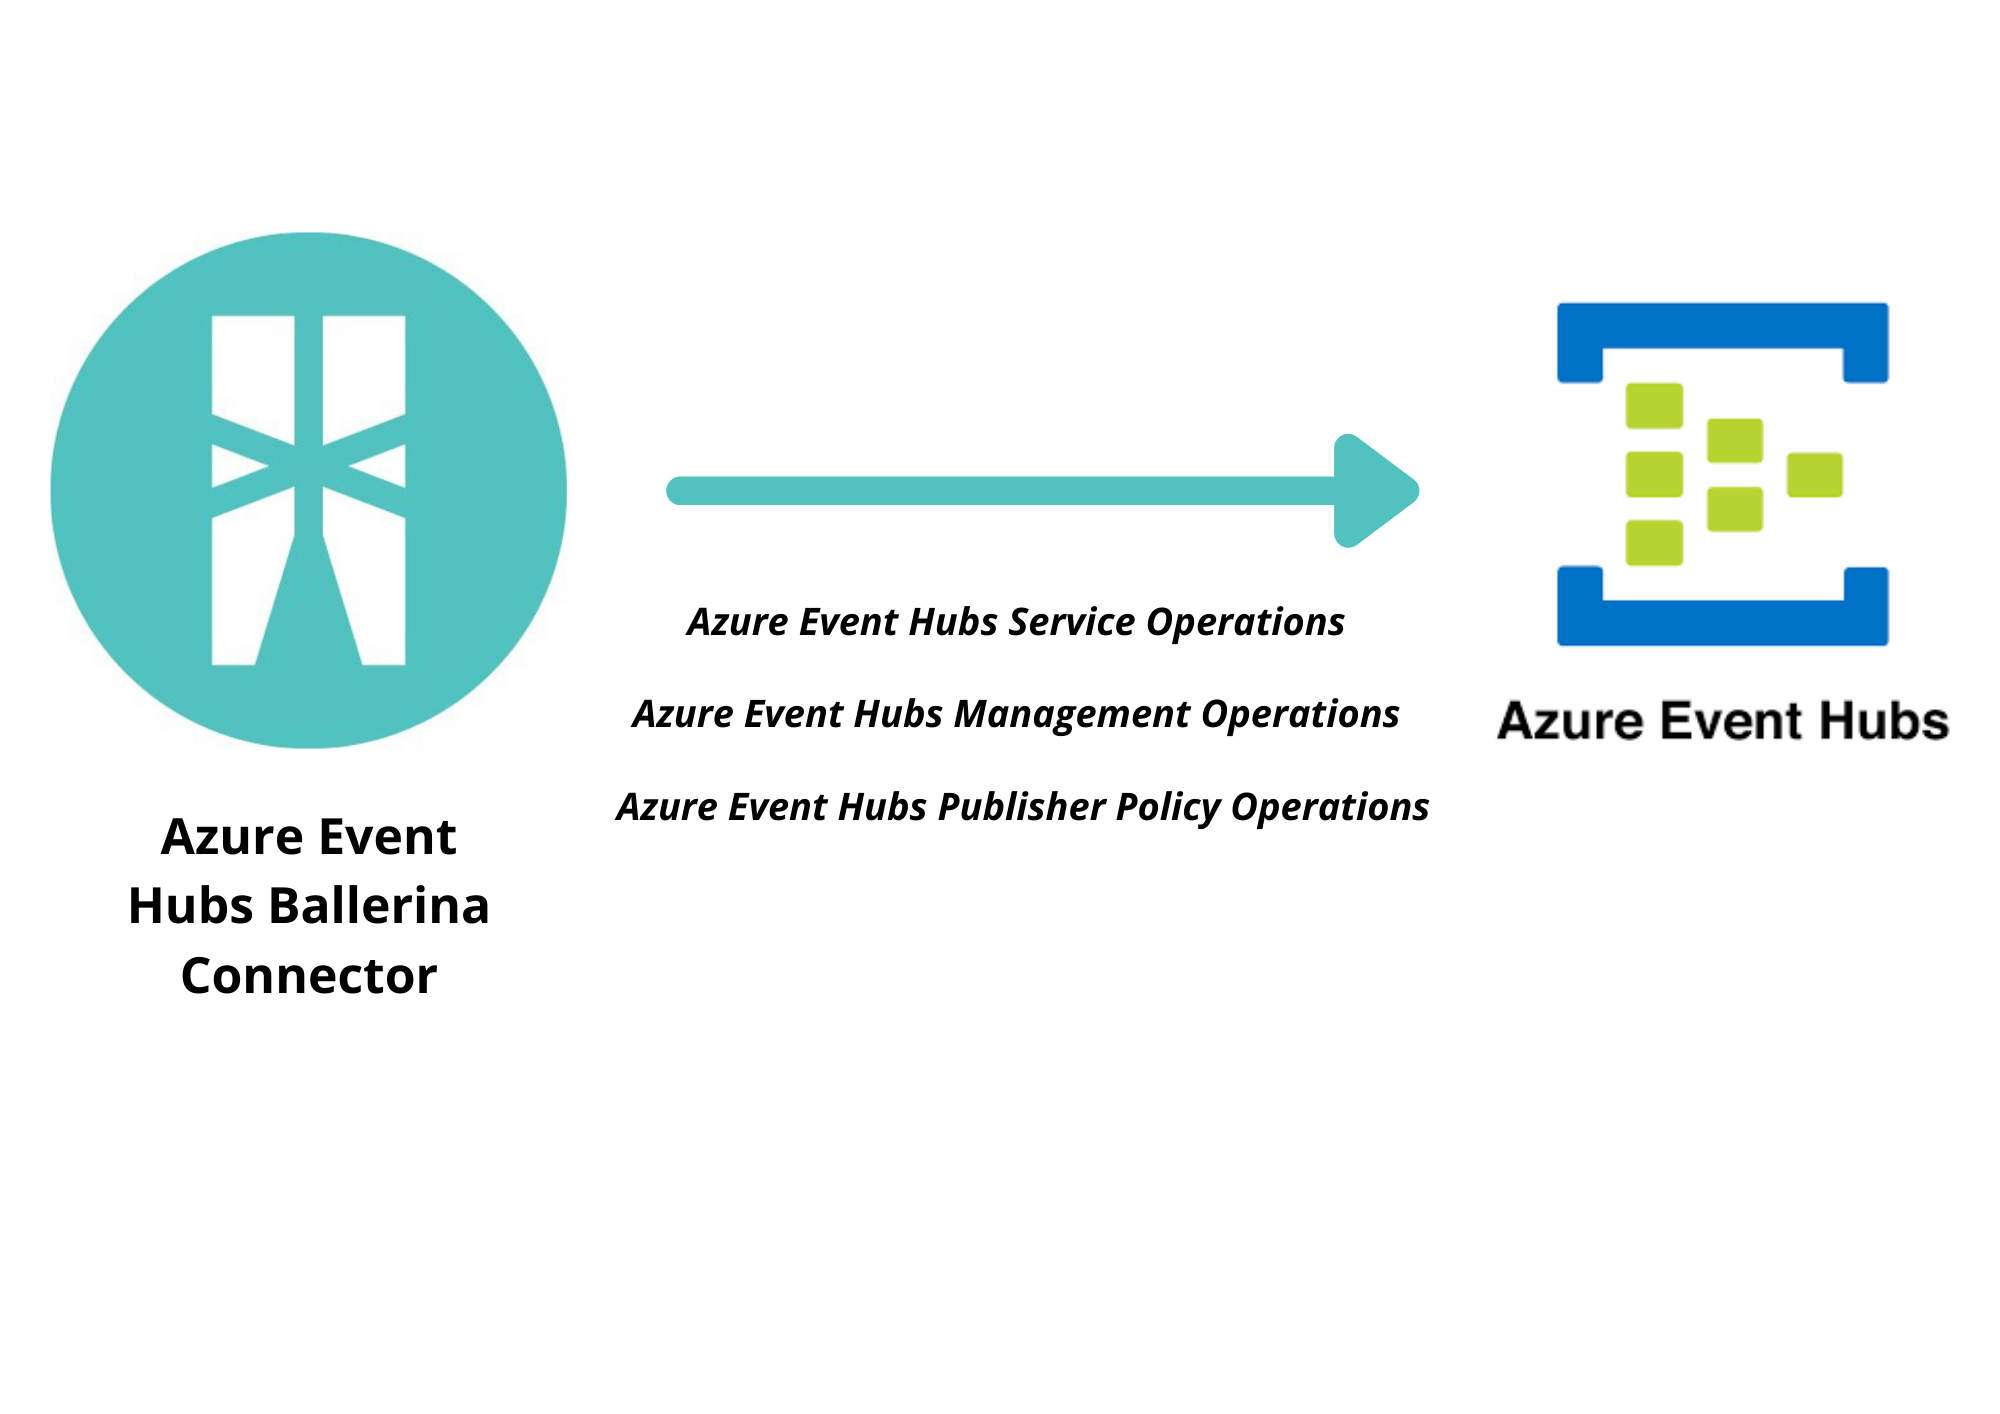 Azure Event Hubs Service Operations
Azure Event Hubs Management Operations
Azure Event Hubs Publisher Policy Operations
Azure Event Hubs
Azure Event
Hubs Ballerina
Connector